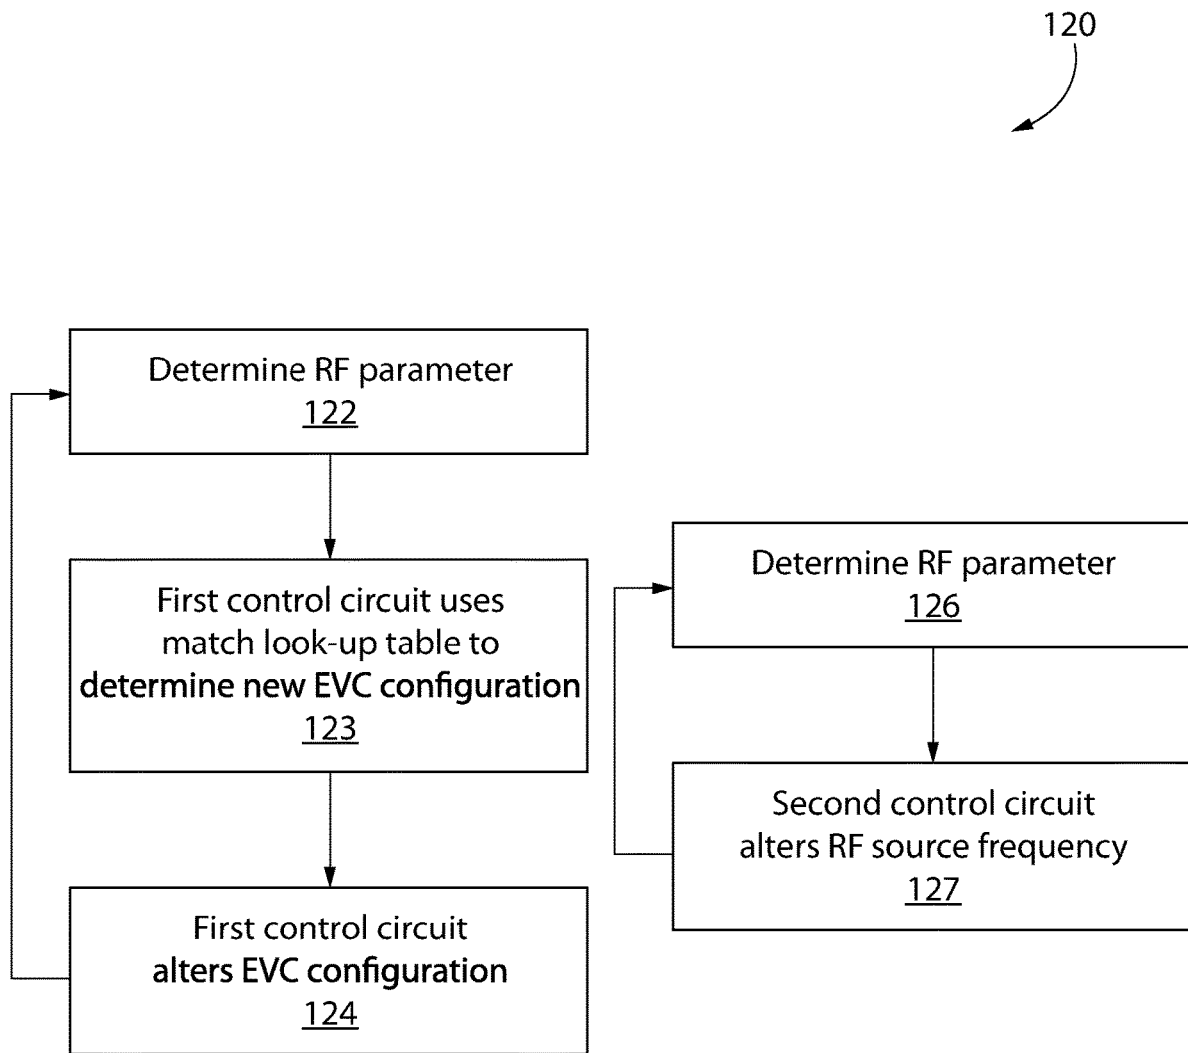 120
Determine RF parameter
122
First control circuit uses
match look-up table to
determine new EVC configuration
123
First control circuit
alters EVC configuration
124
Determine RF parameter
126
Second control circuit
alters RF source frequency
127